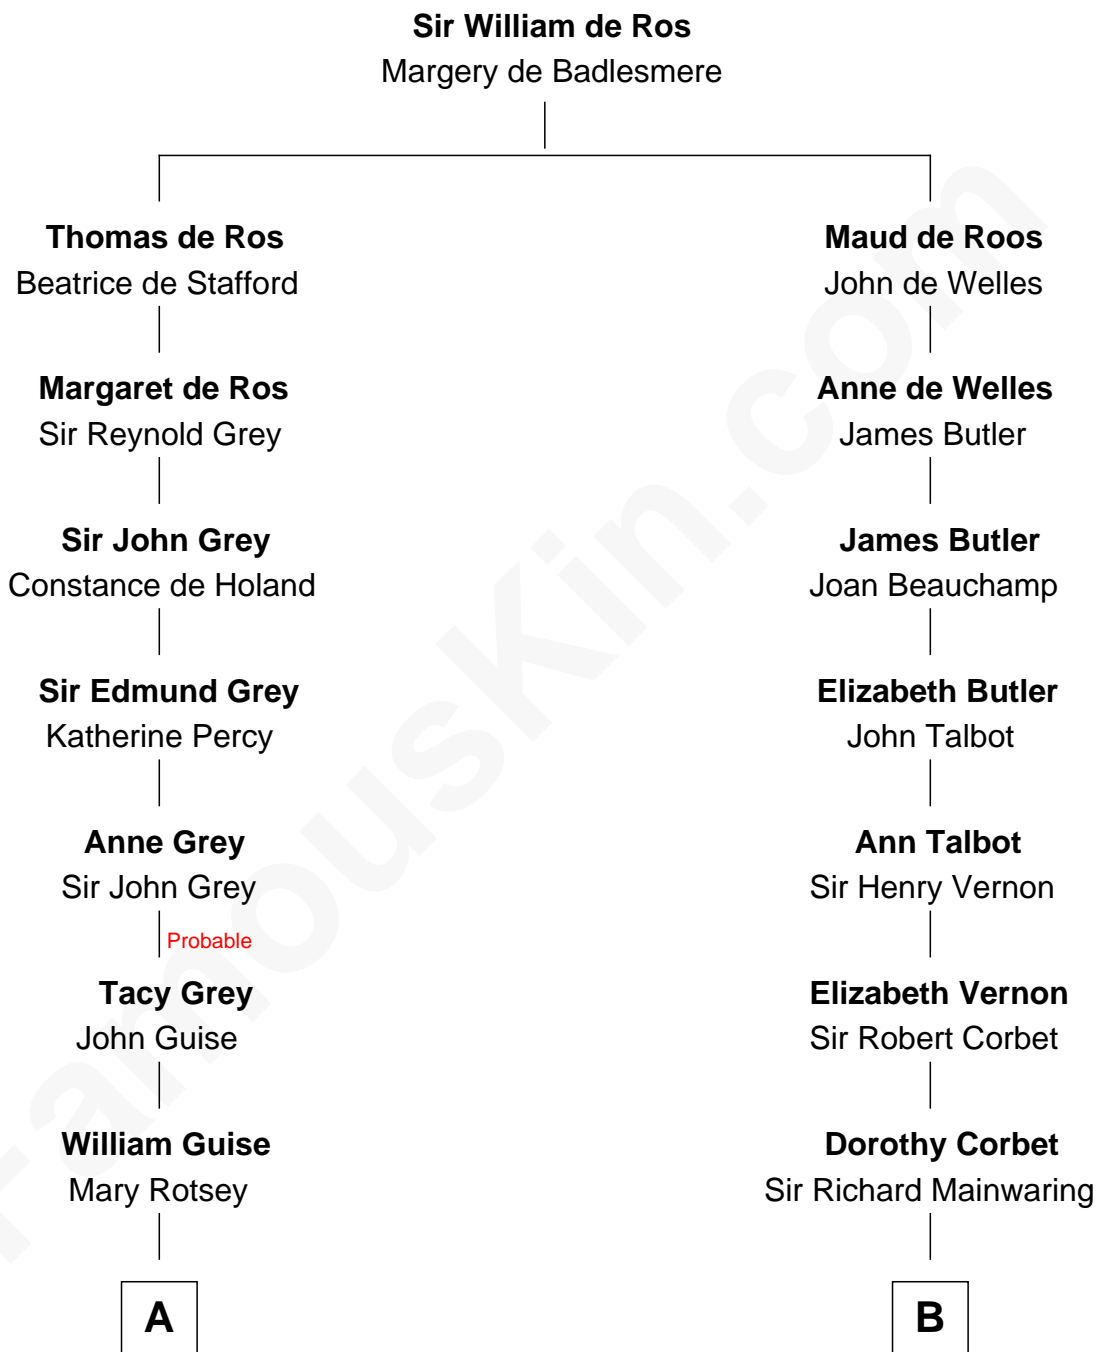 Sir William de Ros
Margery de Badlesmere
Thomas de Ros
Beatrice de Stafford
Maud de Roos
John de Welles
Margaret de Ros
Sir Reynold Grey
Anne de Welles
James Butler
Sir John Grey
Constance de Holand
James Butler
Joan Beauchamp
Sir Edmund Grey
Katherine Percy
Elizabeth Butler
John Talbot
Anne Grey
Sir John Grey
Ann Talbot
Sir Henry Vernon
Probable
Tacy Grey
John Guise
Elizabeth Vernon
Sir Robert Corbet
William Guise
Mary Rotsey
Dorothy Corbet
Sir Richard Mainwaring
A
B
FamousKin.com